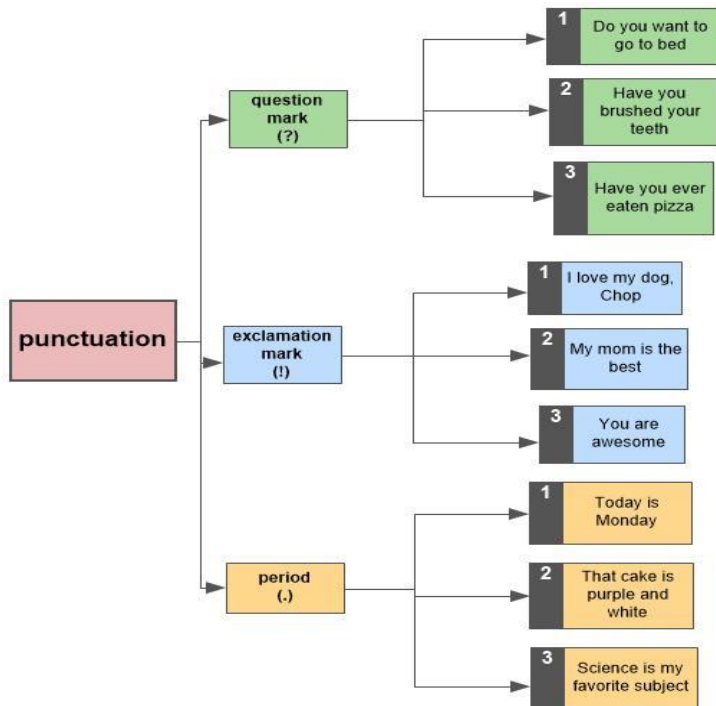 punctuation
question
mark
(?)
1
Do you want to
go to bed
2
Have you
brushed your
teeth
3
Have you ever
eaten pizza
exclamation
mark
(!)
1
I love my dog,
Chop
2
My mom is the
best
3
You are
awesome
period
(.)
1
Today is
Monday
2
That cake is
purple and
white
3
Science is my
favorite subject